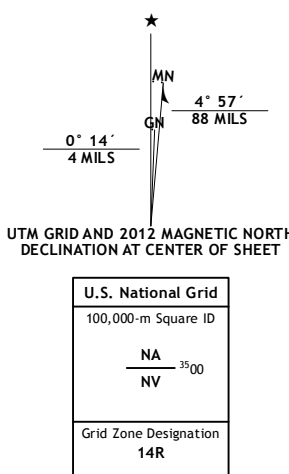 ★
MN
GN
4° 57´
88 MILS
0° 14´
4 MILS
UTM GRID AND 2012 MAGNETIC NORTH
DECLINATION AT CENTER OF SHEET
U.S. National Grid
100,000-m Square ID
NA
3500
NV
Grid Zone Designation
14R